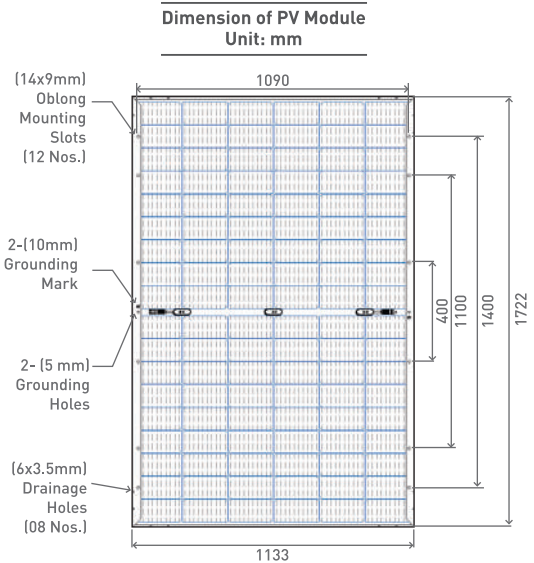 Dimension of PV Module
Unit: mm
1090
(14x9mm)
Oblong
Mounting
Slots
(12 Nos.)
2-(10mm)
Grounding
Mark
2- (5 mm)
Grounding
Holes
(6x3.5mm)
Drainage
Holes
(08 Nos.)
400
1100
1400
1722
1133